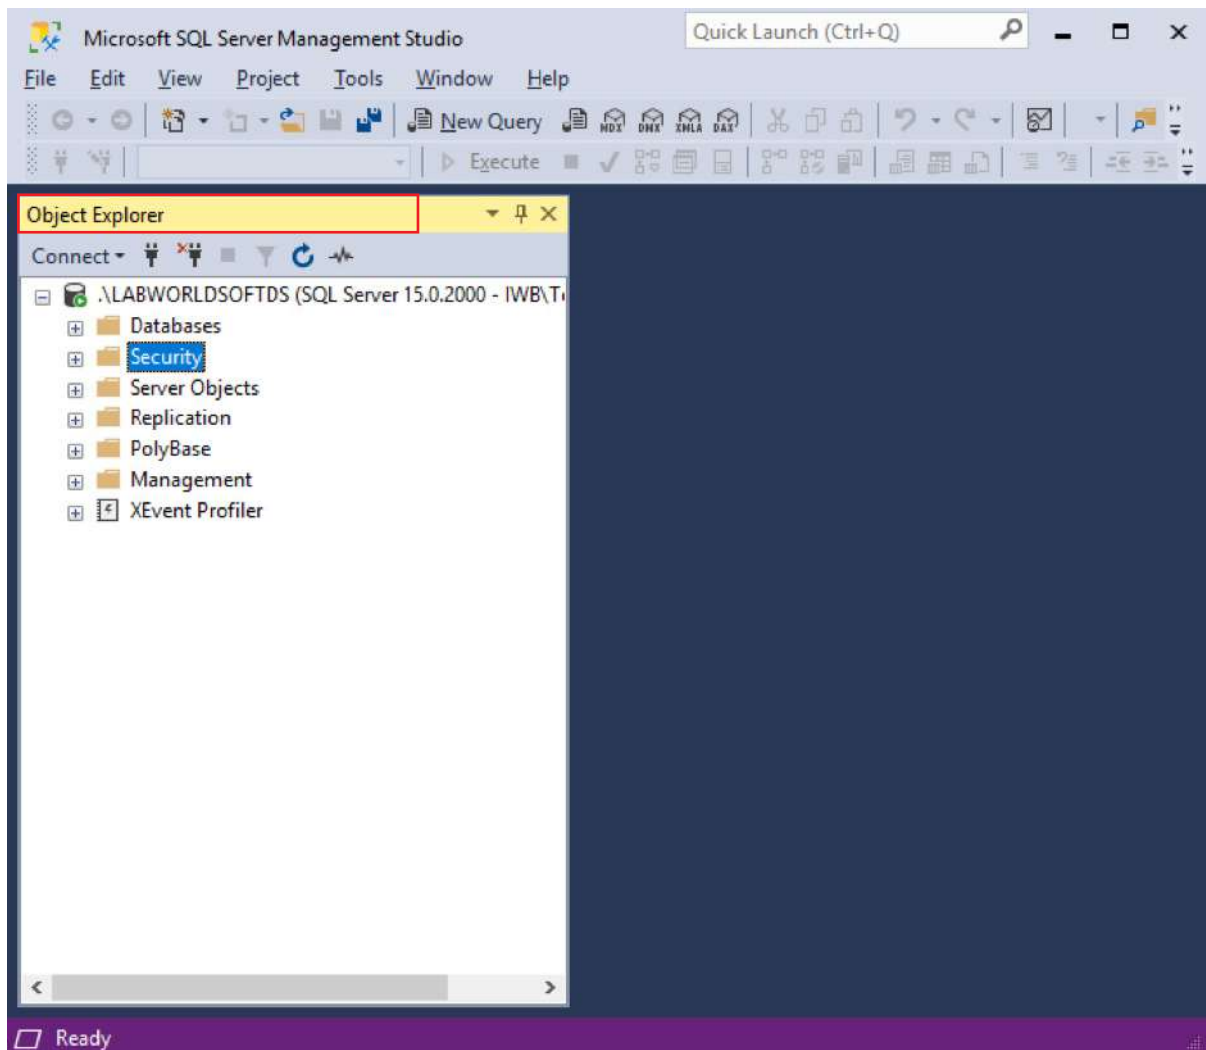 Microsoft SQL Server Management Studio
Quick Launch (Ctrl+Q)
File Edit View Project Tools Window Help
New Query MDX DMX XMLA DAX
Execute
Object Explorer
Connect
.\LABWORLDSOFTDS (SQL Server 15.0.2000 - IWB\T
Databases
Security
Server Objects
Replication
PolyBase
Management
XEvent Profiler
Ready